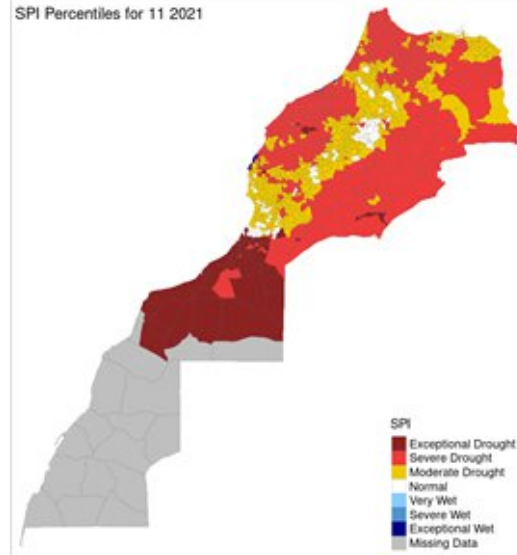 SPI Percentiles for 11 2021
SPI
Exceptional Drought
Severe Drought
Moderate Drought
Normal
Very Wet
Severe Wet
Exceptional Wet
Missing Data